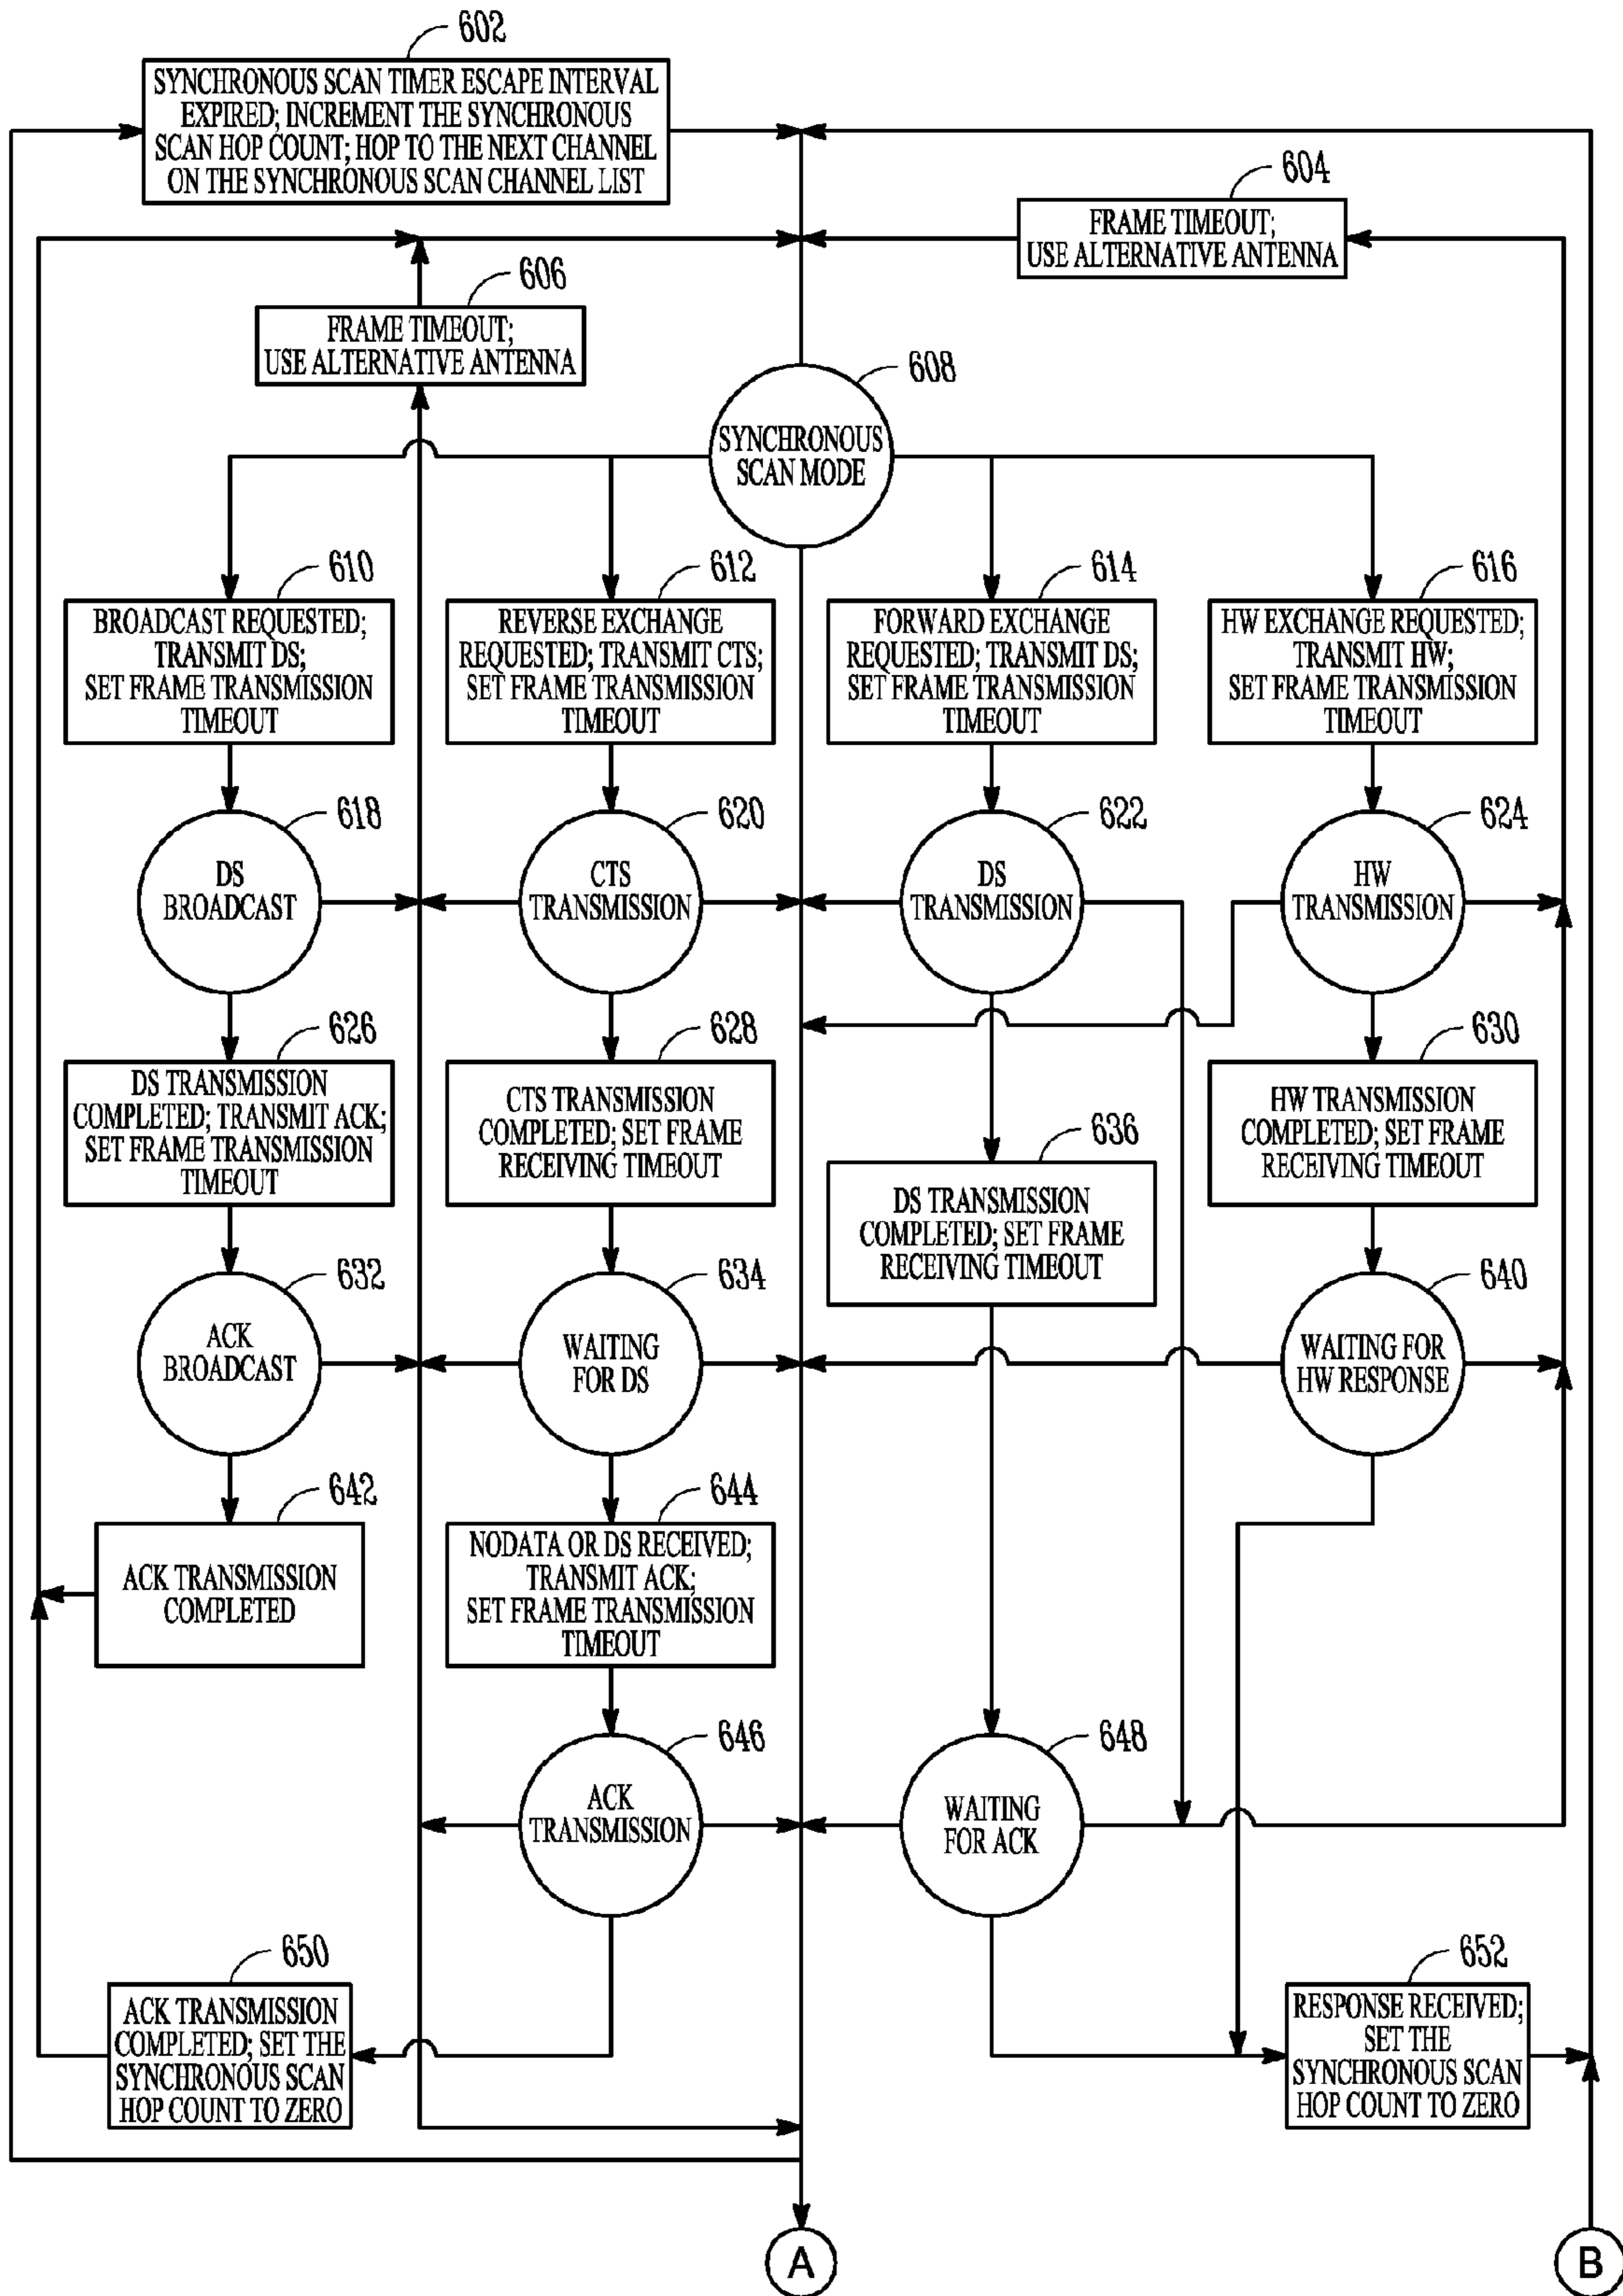 602
SYNCHRONOUS SCAN TIMER ESCAPE INTERVAL
EXPIRED; INCREMENT THE SYNCHRONOUS
SCAN HOP COUNT; HOP TO THE NEXT CHANNEL
ON THE SYNCHRONOUS SCAN CHANNEL LIST
604
FRAME TIMEOUT;
USE ALTERNATIVE ANTENNA
606
FRAME TIMEOUT;
USE ALTERNATIVE ANTENNA
608
SYNCHRONOUS
SCAN MODE
610
BROADCAST REQUESTED;
TRANSMIT DS;
SET FRAME TRANSMISSION
TIMEOUT
612
REVERSE EXCHANGE
REQUESTED; TRANSMIT CTS;
SET FRAME TRANSMISSION
TIMEOUT
614
FORWARD EXCHANGE
REQUESTED; TRANSMIT DS;
SET FRAME TRANSMISSION
TIMEOUT
616
HW EXCHANGE REQUESTED;
TRANSMIT HW;
SET FRAME TRANSMISSION
TIMEOUT
618
DS
BROADCAST
620
CTS
TRANSMISSION
622
DS
TRANSMISSION
624
HW
TRANSMISSION
626
DS TRANSMISSION
COMPLETED; TRANSMIT ACK;
SET FRAME TRANSMISSION
TIMEOUT
628
CTS TRANSMISSION
COMPLETED; SET FRAME
RECEIVING TIMEOUT
636
DS TRANSMISSION
COMPLETED; SET FRAME
RECEIVING TIMEOUT
630
HW TRANSMISSION
COMPLETED; SET FRAME
RECEIVING TIMEOUT
632
ACK
BROADCAST
634
WAITING
FOR DS
640
WAITING FOR
HW RESPONSE
642
ACK TRANSMISSION
COMPLETED
644
NODATA OR DS RECEIVED;
TRANSMIT ACK;
SET FRAME TRANSMISSION
TIMEOUT
646
ACK
TRANSMISSION
648
WAITING
FOR ACK
650
ACK TRANSMISSION
COMPLETED; SET THE
SYNCHRONOUS SCAN
HOP COUNT TO ZERO
652
RESPONSE RECEIVED;
SET THE
SYNCHRONOUS SCAN
HOP COUNT TO ZERO
A
B